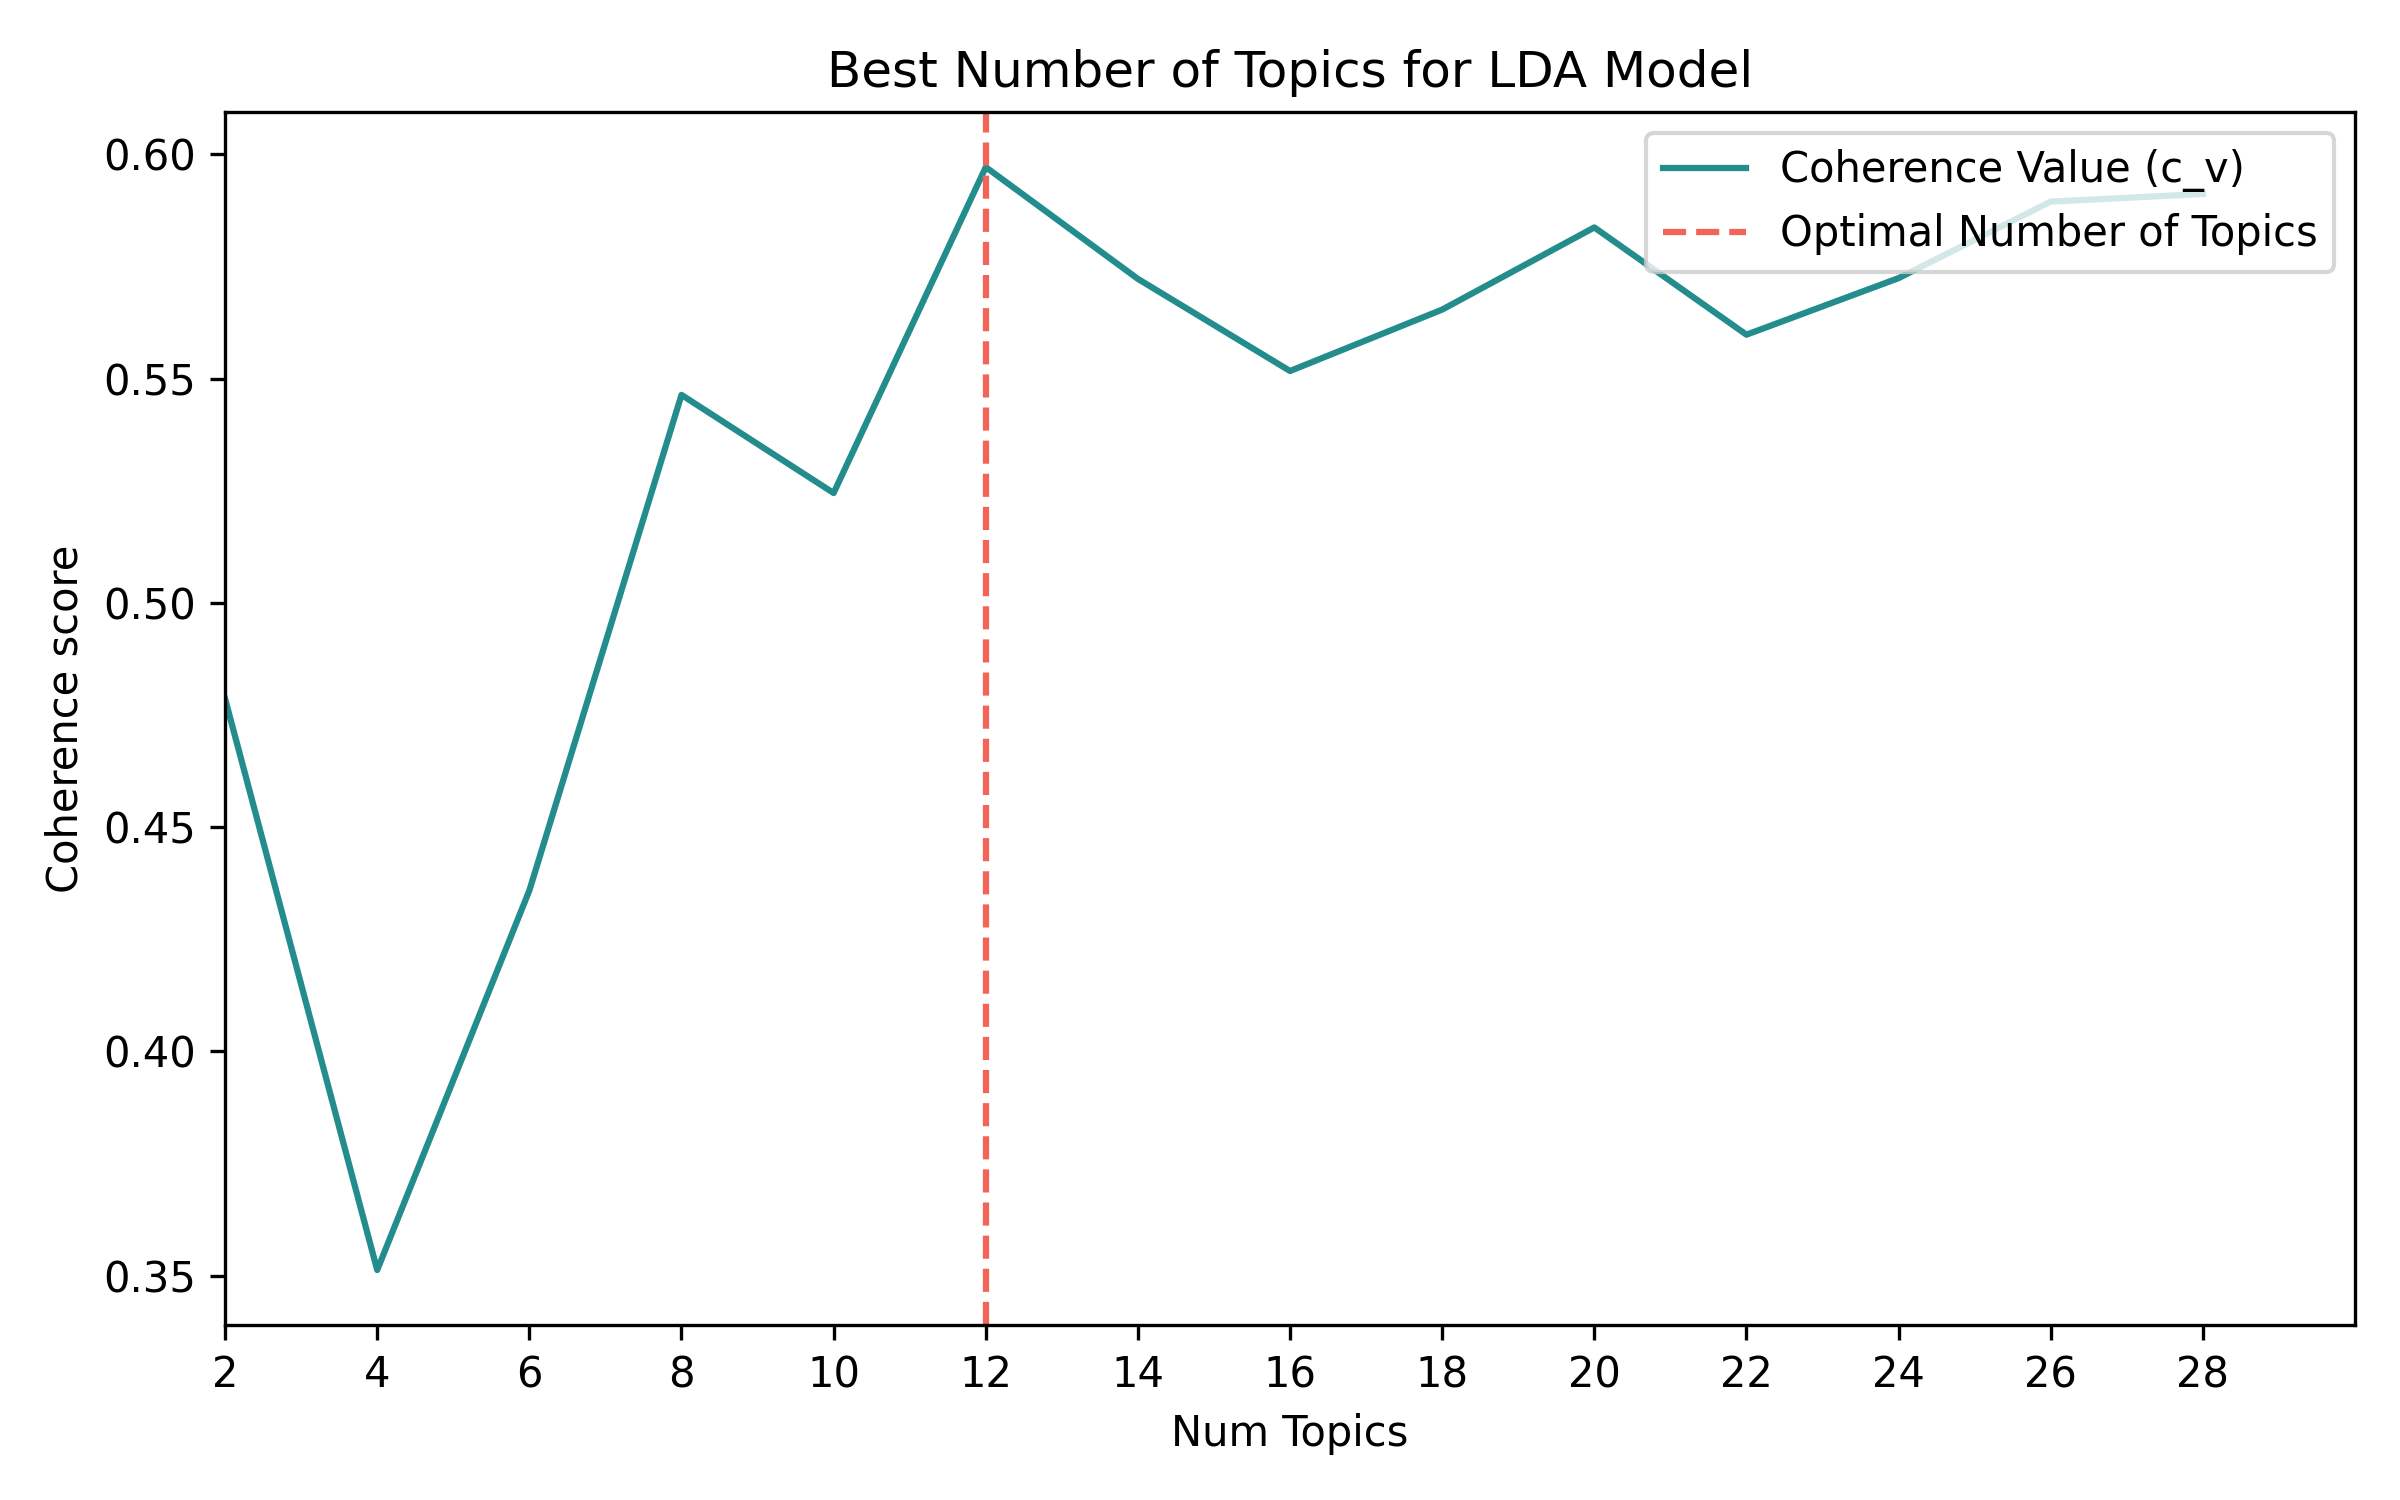 Best Number of Topics for LDA Model
Coherence Value (c_v)
Optimal Number of Topics
Coherence score
0.60
0.55
0.50
0.45
0.40
0.35
2 4 6 8 10 12 14 16 18 20 22 24 26 28
Num Topics